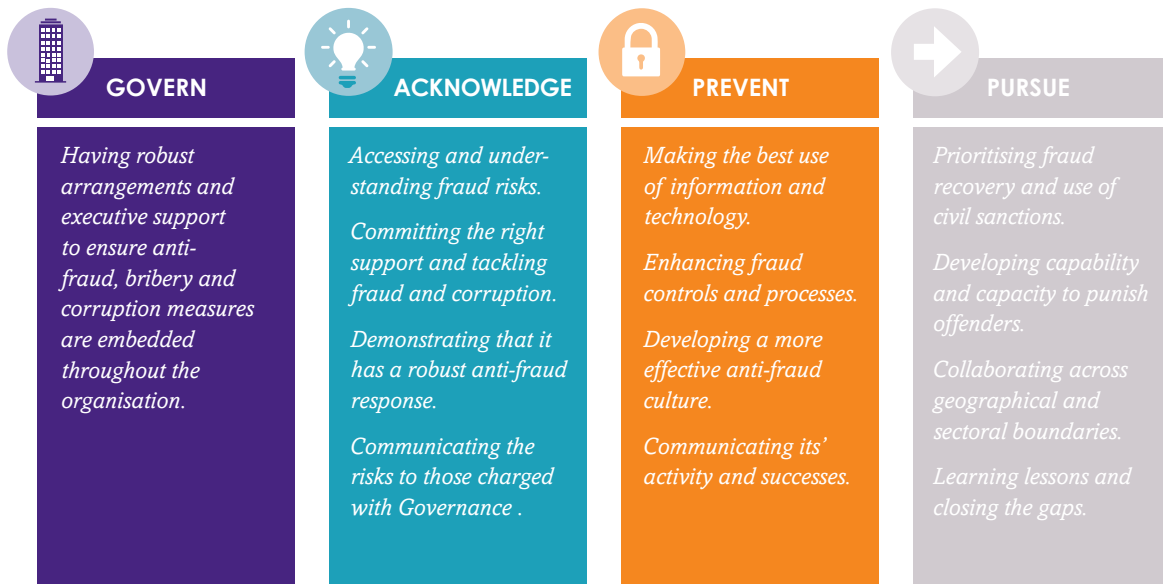 GOVERN
Having robust
arrangements and
executive support
to ensure anti-
fraud, bribery and
corruption measures
are embedded
throughout the
organisation.
ACKNOWLEDGE
Accessing and under-
standing fraud risks.
Committing the right
support and tackling
fraud and corruption.
Demonstrating that it
has a robust anti-fraud
response.
Communicating the
risks to those charged
with Governance .
PREVENT
Making the best use
of information and
technology.
Enhancing fraud
controls and processes.
Developing a more
effective anti-fraud
culture.
Communicating its’
activity and successes.
PURSUE
Prioritising fraud
recovery and use of
civil sanctions.
Developing capability
and capacity to punish
offenders.
Collaborating across
geographical and
sectoral boundaries.
Learning lessons and
closing the gaps.